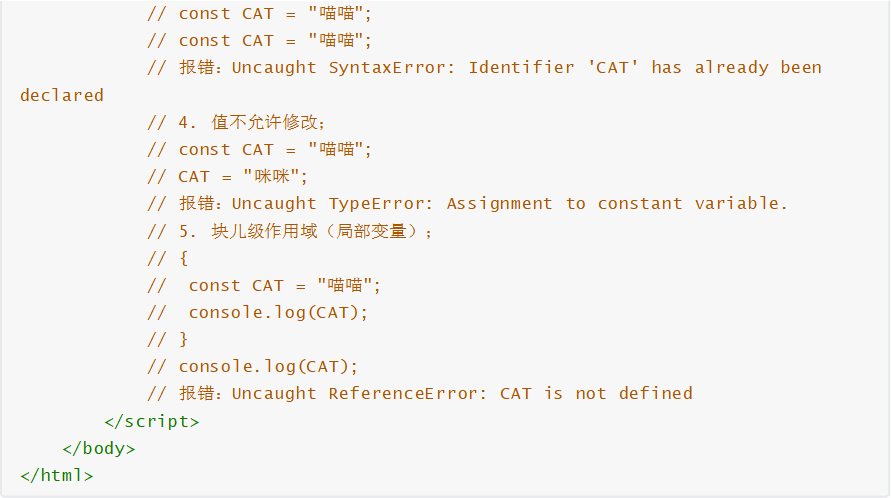 // const CAT = "喵喵";
// const CAT = "喵喵";
// 报错：Uncaught SyntaxError: Identifier 'CAT' has already been
declared
// 4. 值不允许修改；
// const CAT = "喵喵";
// CAT = "咪咪";
// 报错：Uncaught TypeError: Assignment to constant variable.
// 5. 块儿级作用域（局部变量）；
// {
//  const CAT = "喵喵";
//  console.log(CAT);
// }
// console.log(CAT);
// 报错：Uncaught ReferenceError: CAT is not defined
</script>
</body>
</html>